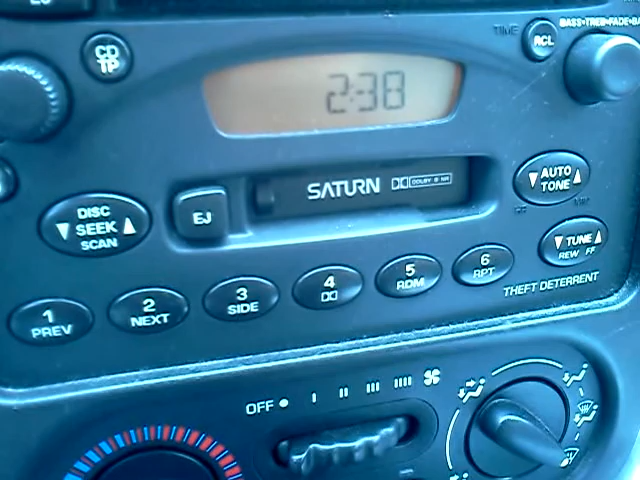 CD
TP
TIME
RCL
BASS•TREB•FADE•BA
2:38
AUTO
TONE
DISC
SEEK
SCAN
EJ
SATURN
DOLBY B NR
TUNE
REW FF
1
PREV
2
NEXT
3
SIDE
4
5
RDM
6
RPT
THEFT DETERRENT
OFF